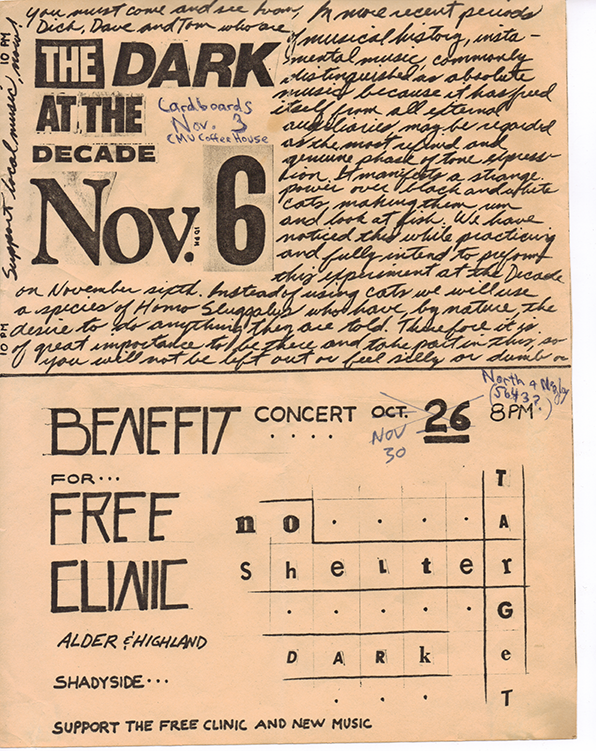 you must come and see how,
Dick, Dave and Tom who are
THE DARK
AT THE
DECADE
Nov. 6
Cardboards
Nov. 3
CMU Coffee House
In more recent periods
of musical history, insta-
mental music, commonly
distinguished as absolute
music because it has freed
itself from all external
auxiliaries, may be regarded
as the most refined and
genuine phase of tone express-
ion. It manifests a strange
power over black and white
cats, making them run
and look at fish. We have
noticed this while practicing
and fully intend to preform
this experiment at the Decade
on November sixth. Instead of using cats we will use
a species of Homo Sluggalus who have, by nature, the
desire to do anything they are told. Therefore it is
of great importance to be there and take part in this, so
you will not be left out or feel silly or dumb or
Support local music, now!
10 PM
10 PM
BENEFIT CONCERT OCT. 26 8PM
NOV
30
North &
(5643?)
FOR...
FREE
CLINIC
ALDER & HIGHLAND
SHADYSIDE...
no
Shelter
DARk
TArGeT
SUPPORT THE FREE CLINIC AND NEW MUSIC